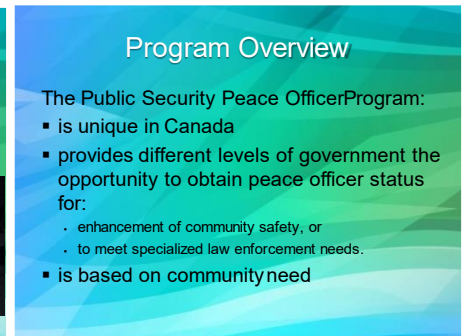 Program Overview
The Public Security Peace OfficerProgram:
▪ is unique in Canada
▪ provides different levels of government the
opportunity to obtain peace officer status
for:
• enhancement of community safety, or
• to meet specialized law enforcement needs.
▪ is based on communityneed